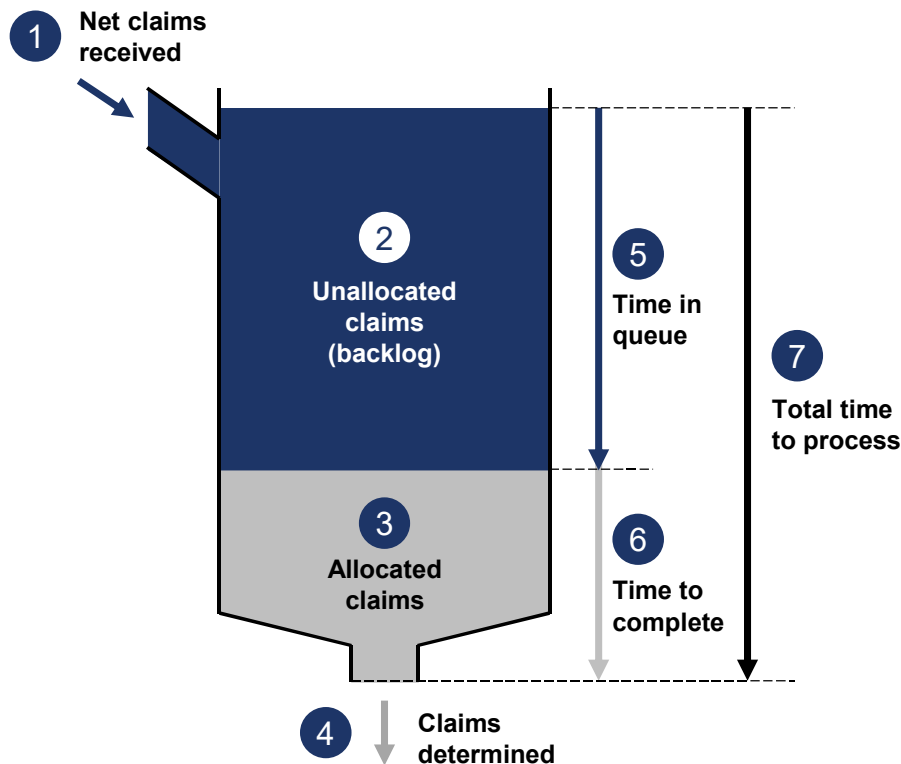 1
Net claims
received
2
Unallocated
claims
(backlog)
3
Allocated
claims
4
Claims
determined
5
Time in
queue
6
Time to
complete
7
Total time
to process